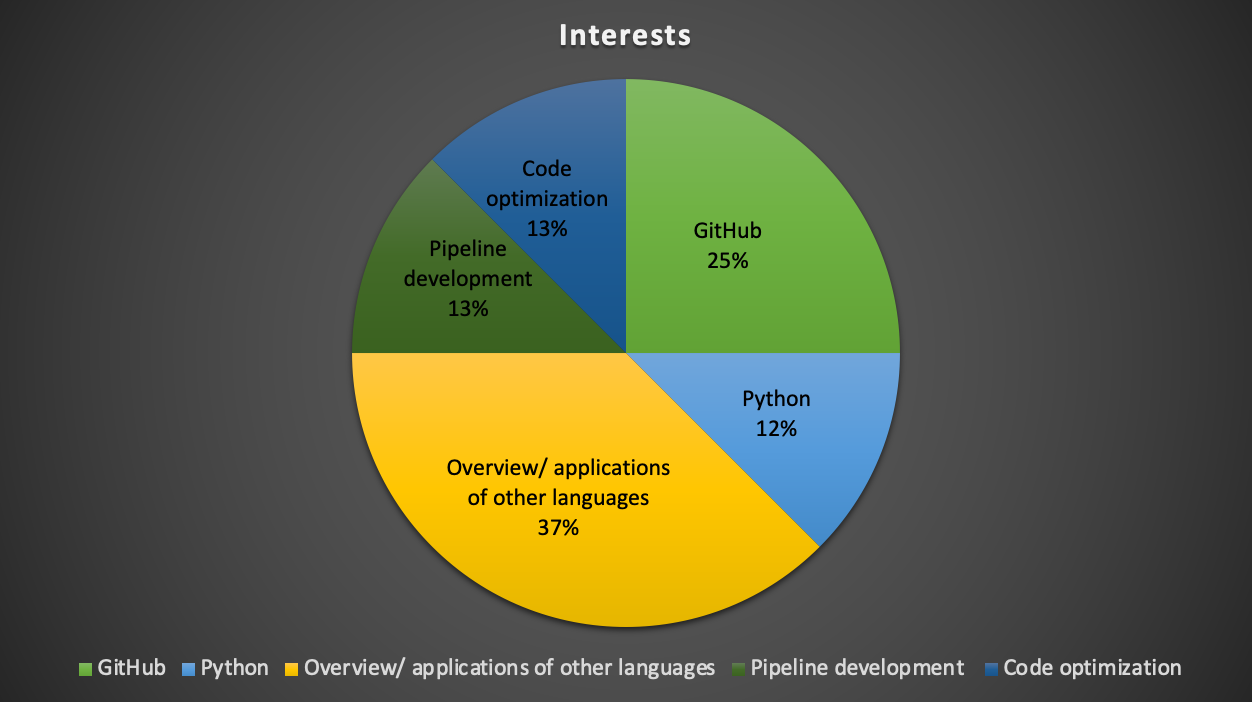 Interests
Code
optimization
13%
GitHub
25%
Pipeline
development
13%
Python
12%
Overview/ applications
of other languages
37%
GitHub Python Overview/ applications of other languages Pipeline development Code optimization